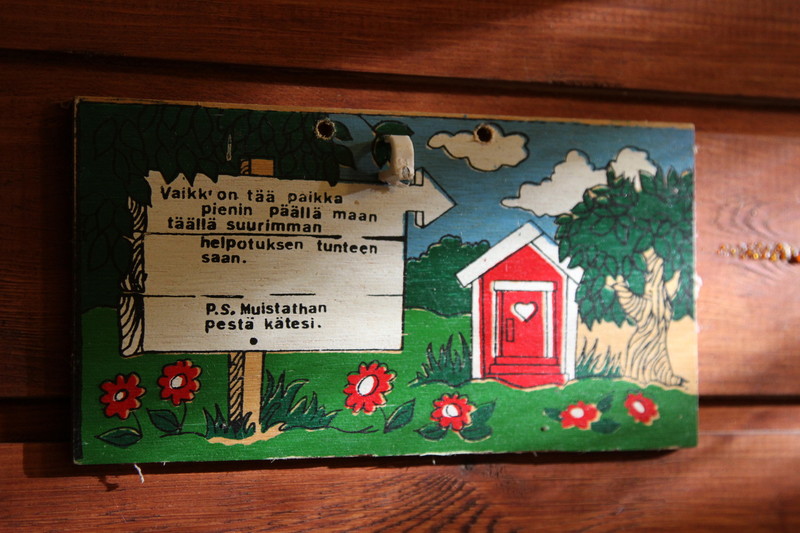 Vaikk' on tää paikka
pienin päällä maan
täällä suurimman
helpotuksen tunteen
saan.
P.S. Muistathan
pestä kätesi.